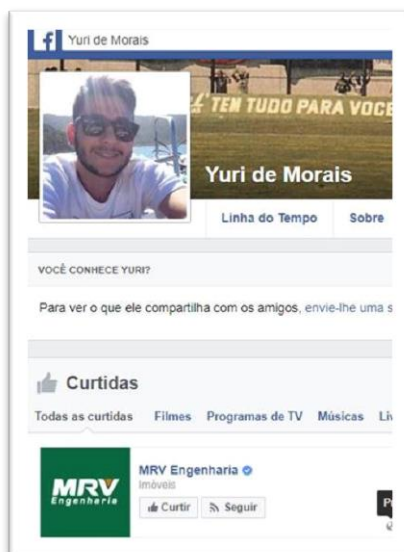 Yuri de Morais
TEM TUDO PARA VOCÊ
Yuri de Morais
Linha do Tempo Sobre
VOCÊ CONHECE YURI?
Para ver o que ele compartilha com os amigos, envie-lhe uma s
Curtidas
Todas as curtidas Filmes Programas de TV Músicas Li
MRV
Engenharia
MRV Engenharia
Imóveis
Curtir Seguir